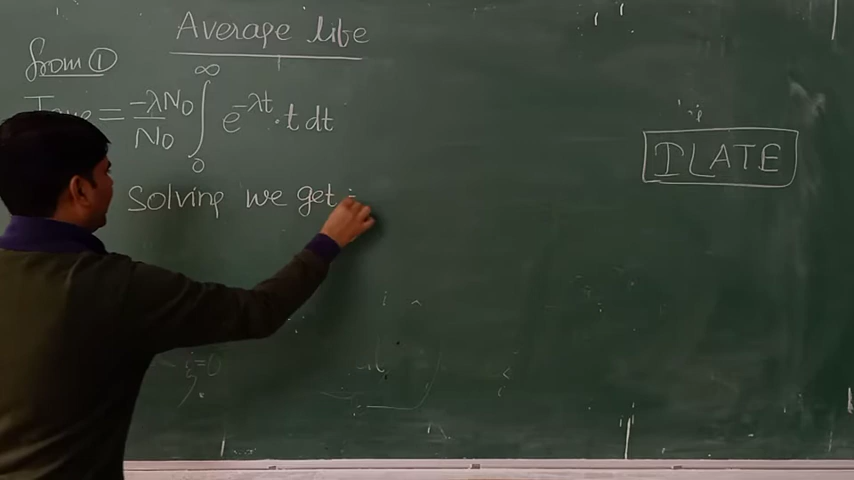 Average life
from ①
= -λN₀/N₀ ∫₀^∞ e^-λt · t dt
ILATE
Solving we get :